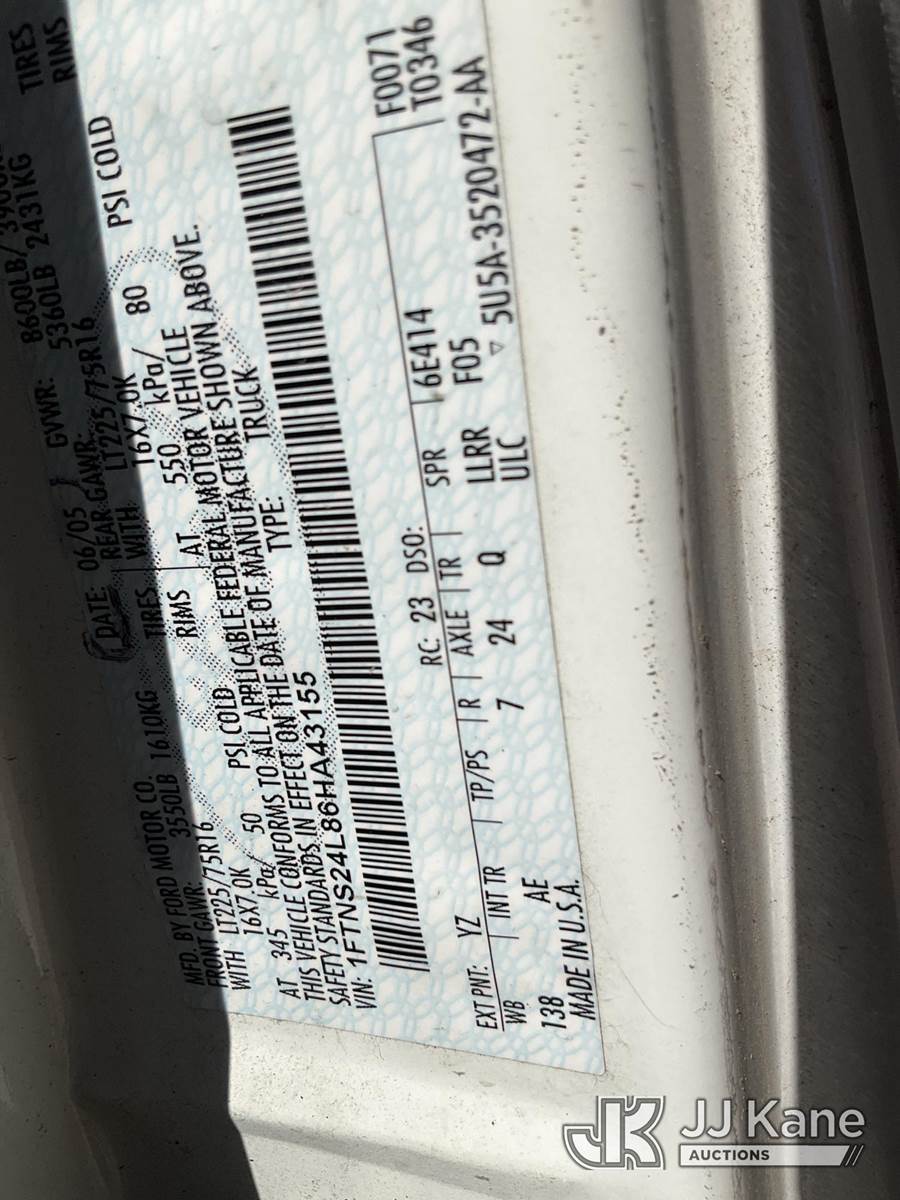 MFD. BY FORD MOTOR CO.
DATE: 06/05 GVWR: 8600LB/
FRONT GAWR: 3550LB 1610KG REAR GAWR: 5360LB 2431KG
WITH LT225/75R16 TIRES WITH LT225/75R16 TIRES
16X7.0K RIMS 16X7.0K RIMS
AT 345 kPa/ 50 PSI COLD AT 550 kPa/ 80 PSI COLD
THIS VEHICLE CONFORMS TO ALL APPLICABLE FEDERAL MOTOR VEHICLE
SAFETY STANDARDS IN EFFECT ON THE DATE OF MANUFACTURE SHOWN ABOVE.
VIN: 1FTNS24L86HA43155 TYPE: TRUCK
F0071
T0346
EXT PNT: YZ RC: 23 DSO:
WB INT TR TP/PS R AXLE TR SPR 6E414
138 AE 7 24 Q LLRR F05
ULC
MADE IN U.S.A. ▽ 5U5A-3520472-AA
JK JJ Kane
AUCTIONS